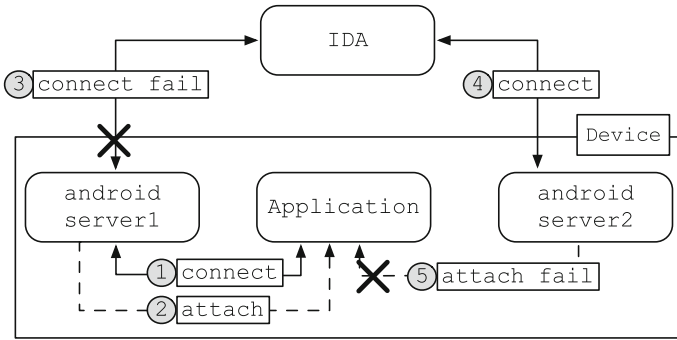 IDA
3 connect fail
4 connect
Device
android
server1
Application
android
server2
1 connect
5 attach fail
2 attach